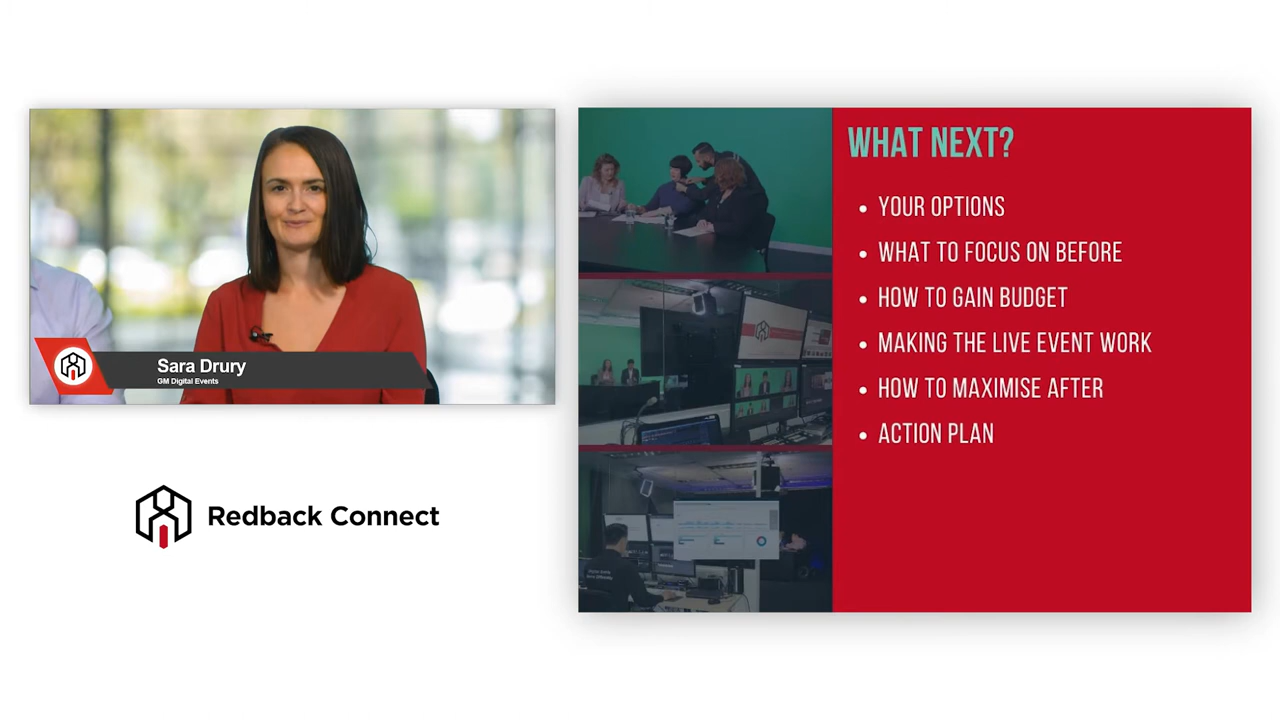 Sara Drury
GM Digital Events
Redback Connect
WHAT NEXT?
• YOUR OPTIONS
• WHAT TO FOCUS ON BEFORE
• HOW TO GAIN BUDGET
• MAKING THE LIVE EVENT WORK
• HOW TO MAXIMISE AFTER
• ACTION PLAN